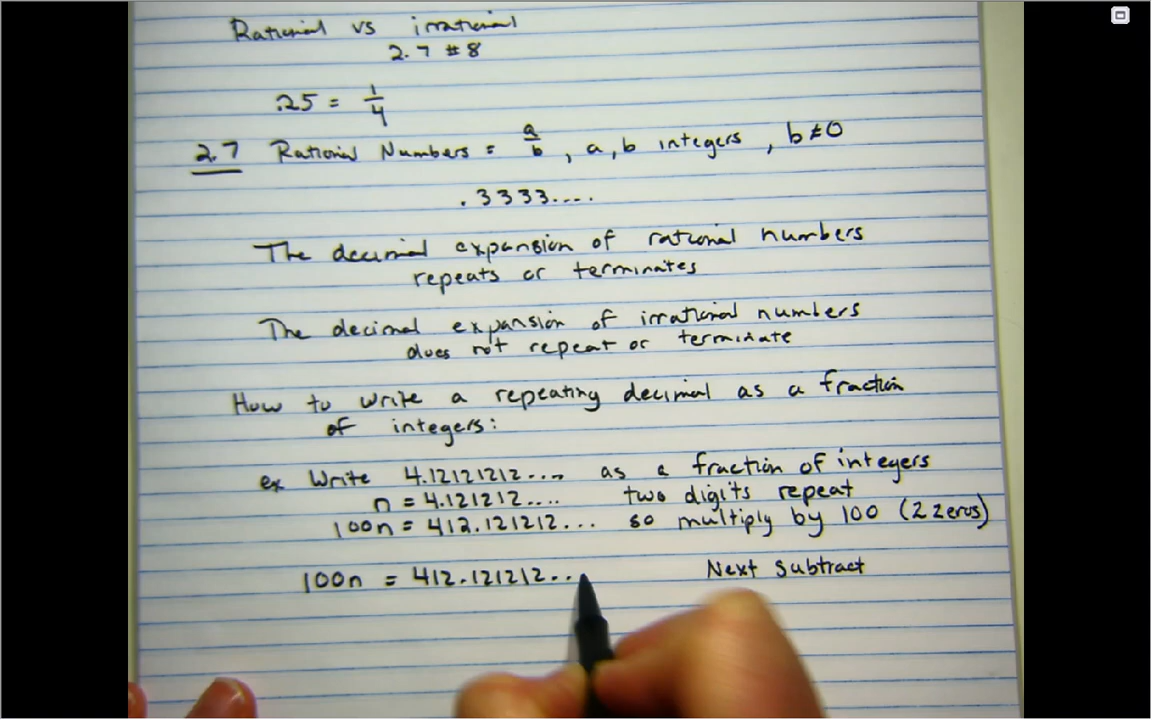 Rational vs irrational
2.7 #8
.25 = 1/4
2.7 Rational Numbers = a/b, a, b integers, b≠0
.3333....
The decimal expansion of rational numbers
repeats or terminates
The decimal expansion of irrational numbers
does not repeat or terminate
How to write a repeating decimal as a fraction
of integers:
ex Write 4.12121212.... as a fraction of integers
n = 4.121212.... two digits repeat
100n = 412.121212... so multiply by 100 (2 zeros)
100n = 412.121212... Next subtract